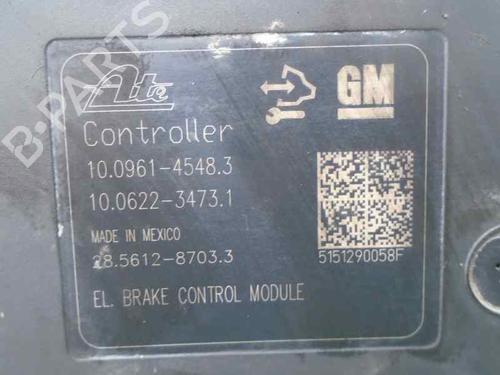 B-PARTS
Ate
GM
Controller
10.0961-4548.3
10.0622-3473.1
MADE IN MEXICO
28.5612-8703.3
5151290058F
EL. BRAKE CONTROL MODULE